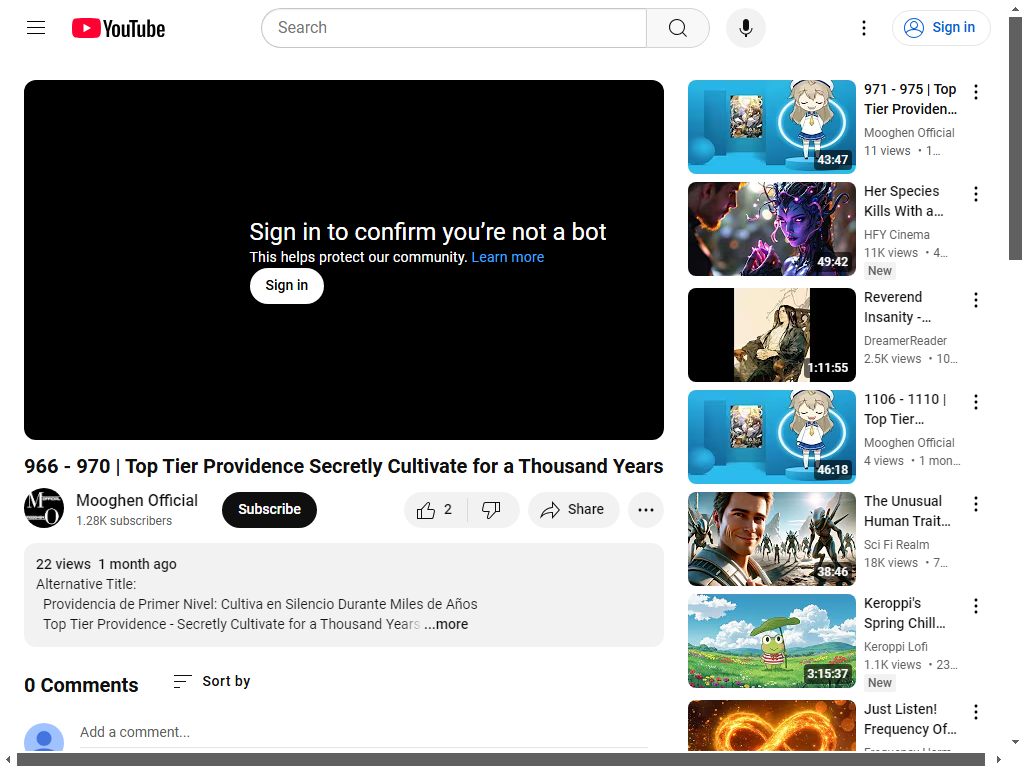 YouTube
Search
Sign in
Sign in to confirm you’re not a bot
This helps protect our community. Learn more
Sign in
966 - 970 | Top Tier Providence Secretly Cultivate for a Thousand Years
Mooghen Official
1.28K subscribers
Subscribe
2
Share
22 views 1 month ago
Alternative Title:
Providencia de Primer Nivel: Cultiva en Silencio Durante Miles de Años
Top Tier Providence - Secretly Cultivate for a Thousand Years ...more
0 Comments
Sort by
Add a comment...
43:47
971 - 975 | Top
Tier Providen...
Mooghen Official
11 views • 1...
49:42
Her Species
Kills With a...
HFY Cinema
11K views • 4...
New
1:11:55
Reverend
Insanity -...
DreamerReader
2.5K views • 10...
46:18
1106 - 1110 |
Top Tier...
Mooghen Official
4 views • 1 mon...
38:46
The Unusual
Human Trait...
Sci Fi Realm
18K views • 7...
3:15:37
Keroppi's
Spring Chill...
Keroppi Lofi
1.1K views • 23...
New
Just Listen!
Frequency Of...